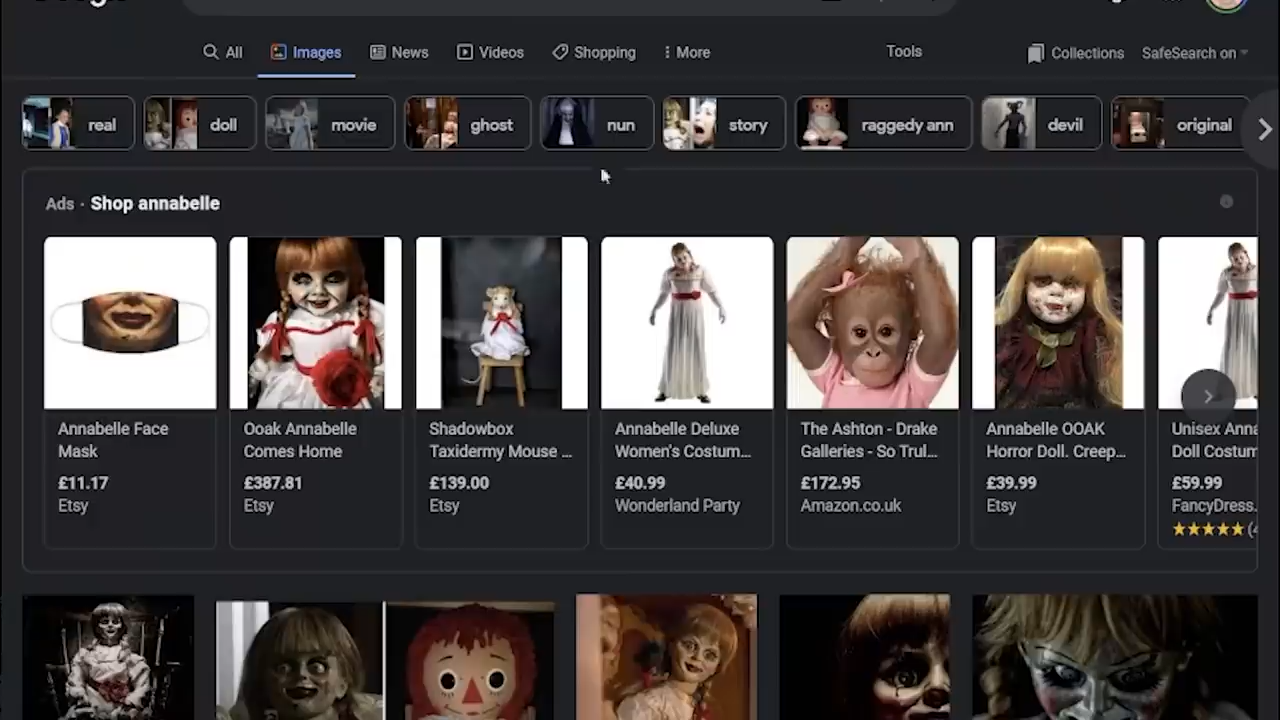 All
Images
News
Videos
Shopping
More
Tools
Collections
SafeSearch on
real
doll
movie
ghost
nun
story
raggedy ann
devil
original
Ads · Shop annabelle
Annabelle Face
Mask
£11.17
Etsy
Ooak Annabelle
Comes Home
£387.81
Etsy
Shadowbox
Taxidermy Mouse ...
£139.00
Etsy
Annabelle Deluxe
Women's Costum...
£40.99
Wonderland Party
The Ashton - Drake
Galleries - So Trul...
£172.95
Amazon.co.uk
Annabelle OOAK
Horror Doll. Creep...
£39.99
Etsy
Unisex Anna
Doll Costum
£59.99
FancyDress.
(4